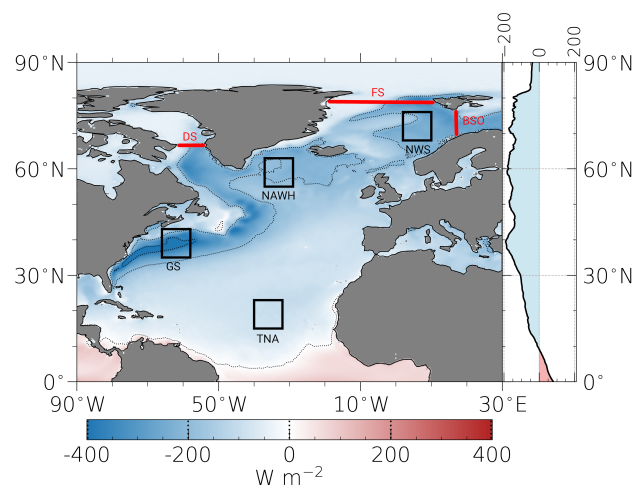 200 0 200
90°N 90°N
FS
BSO
DS
NWS
60°N 60°N
NAWH
GS
30°N 30°N
TNA
0° 0°
90°W 50°W 10°W 30°E
-400 -200 0 200 400
W m⁻²